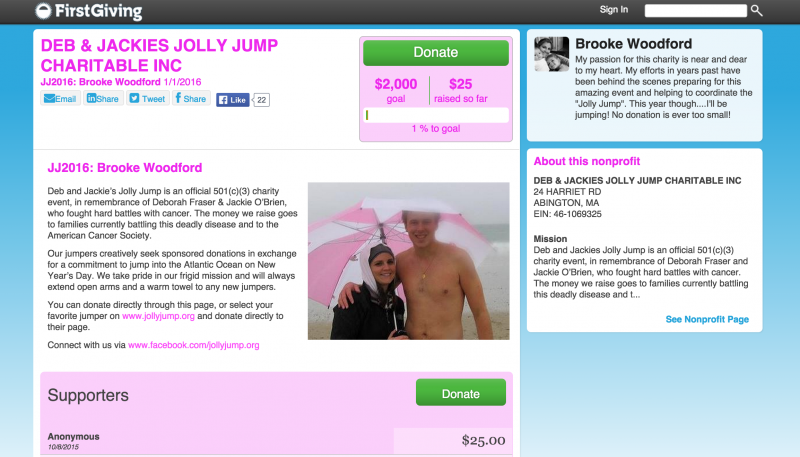 FirstGiving
Sign In
DEB & JACKIES JOLLY JUMP
CHARITABLE INC
JJ2016: Brooke Woodford 1/1/2016
Email
Share
Tweet
Share
Like
22
Donate
$2,000
goal
$25
raised so far
1 % to goal
JJ2016: Brooke Woodford
Deb and Jackie's Jolly Jump is an official 501(c)(3) charity
event, in remembrance of Deborah Fraser & Jackie O'Brien,
who fought hard battles with cancer. The money we raise goes
to families currently battling this deadly disease and to the
American Cancer Society.
Our jumpers creatively seek sponsored donations in exchange
for a commitment to jump into the Atlantic Ocean on New
Year's Day. We take pride in our frigid mission and will always
extend open arms and a warm towel to any new jumpers.
You can donate directly through this page, or select your
favorite jumper on www.jollyjump.org and donate directly to
their page.
Connect with us via www.facebook.com/jollyjump.org
Supporters
Donate
Anonymous
10/8/2015
$25.00
Brooke Woodford
My passion for this charity is near and dear
to my heart. My efforts in years past have
been behind the scenes preparing for this
amazing event and helping to coordinate the
"Jolly Jump". This year though....I'll be
jumping! No donation is ever too small!
About this nonprofit
DEB & JACKIES JOLLY JUMP CHARITABLE INC
24 HARRIET RD
ABINGTON, MA
EIN: 46-1069325
Mission
Deb and Jackies Jolly Jump is an official 501(c)(3)
charity event, in remembrance of Deborah Fraser and
Jackie O'Brien, who fought hard battles with cancer.
The money we raise goes to families currently battling
this deadly disease and t...
See Nonprofit Page